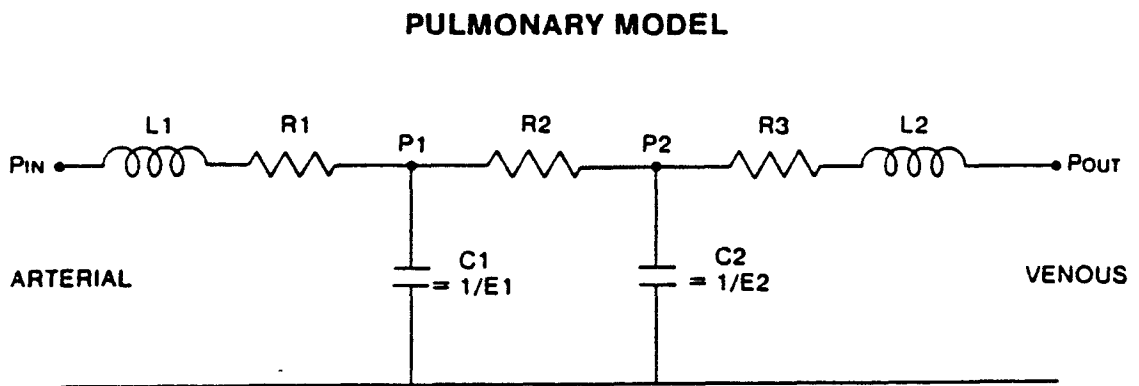 PULMONARY MODEL
L1 R1 P1 R2 P2 R3 L2
PIN POUT
C1 C2
ARTERIAL = 1/E1 = 1/E2 VENOUS